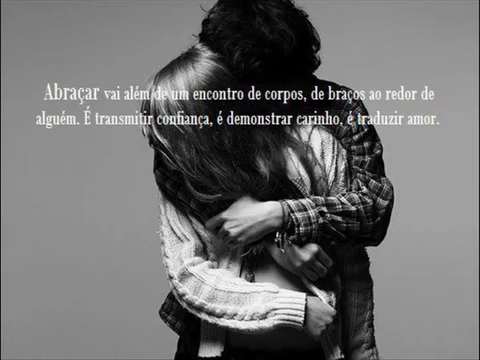 Abraçar vai além de um encontro de corpos, de braços ao redor de
alguém. É transmitir confiança, é demonstrar carinho, é traduzir amor.